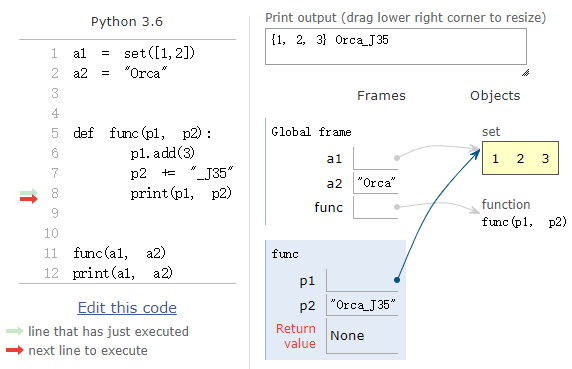 Python 3.6
1 a1 = set([1,2])
2 a2 = "Orca"
3
4
5 def func(p1, p2):
6 p1.add(3)
7 p2 += "_J35"
8 print(p1, p2)
9
10
11 func(a1, a2)
12 print(a1, a2)
Edit this code
line that has just executed
next line to execute
Print output (drag lower right corner to resize)
{1, 2, 3} Orca_J35
Frames Objects
Global frame
a1
a2 "Orca"
func
set
1 2 3
function
func(p1, p2)
func
p1
p2 "Orca_J35"
Return
value None